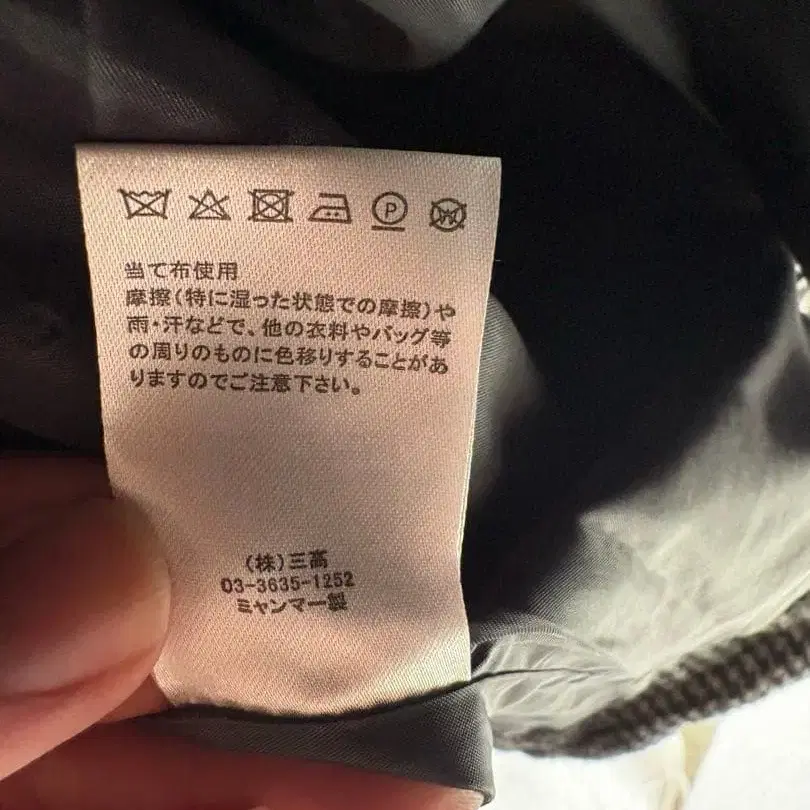 P W
当て布使用
摩擦(特に湿った状態での摩擦)や
雨・汗などで、他の衣料やバッグ等
の周りのものに色移りすることがあ
りますのでご注意下さい。
(株)三高
03-3635-1252
ミャンマー製